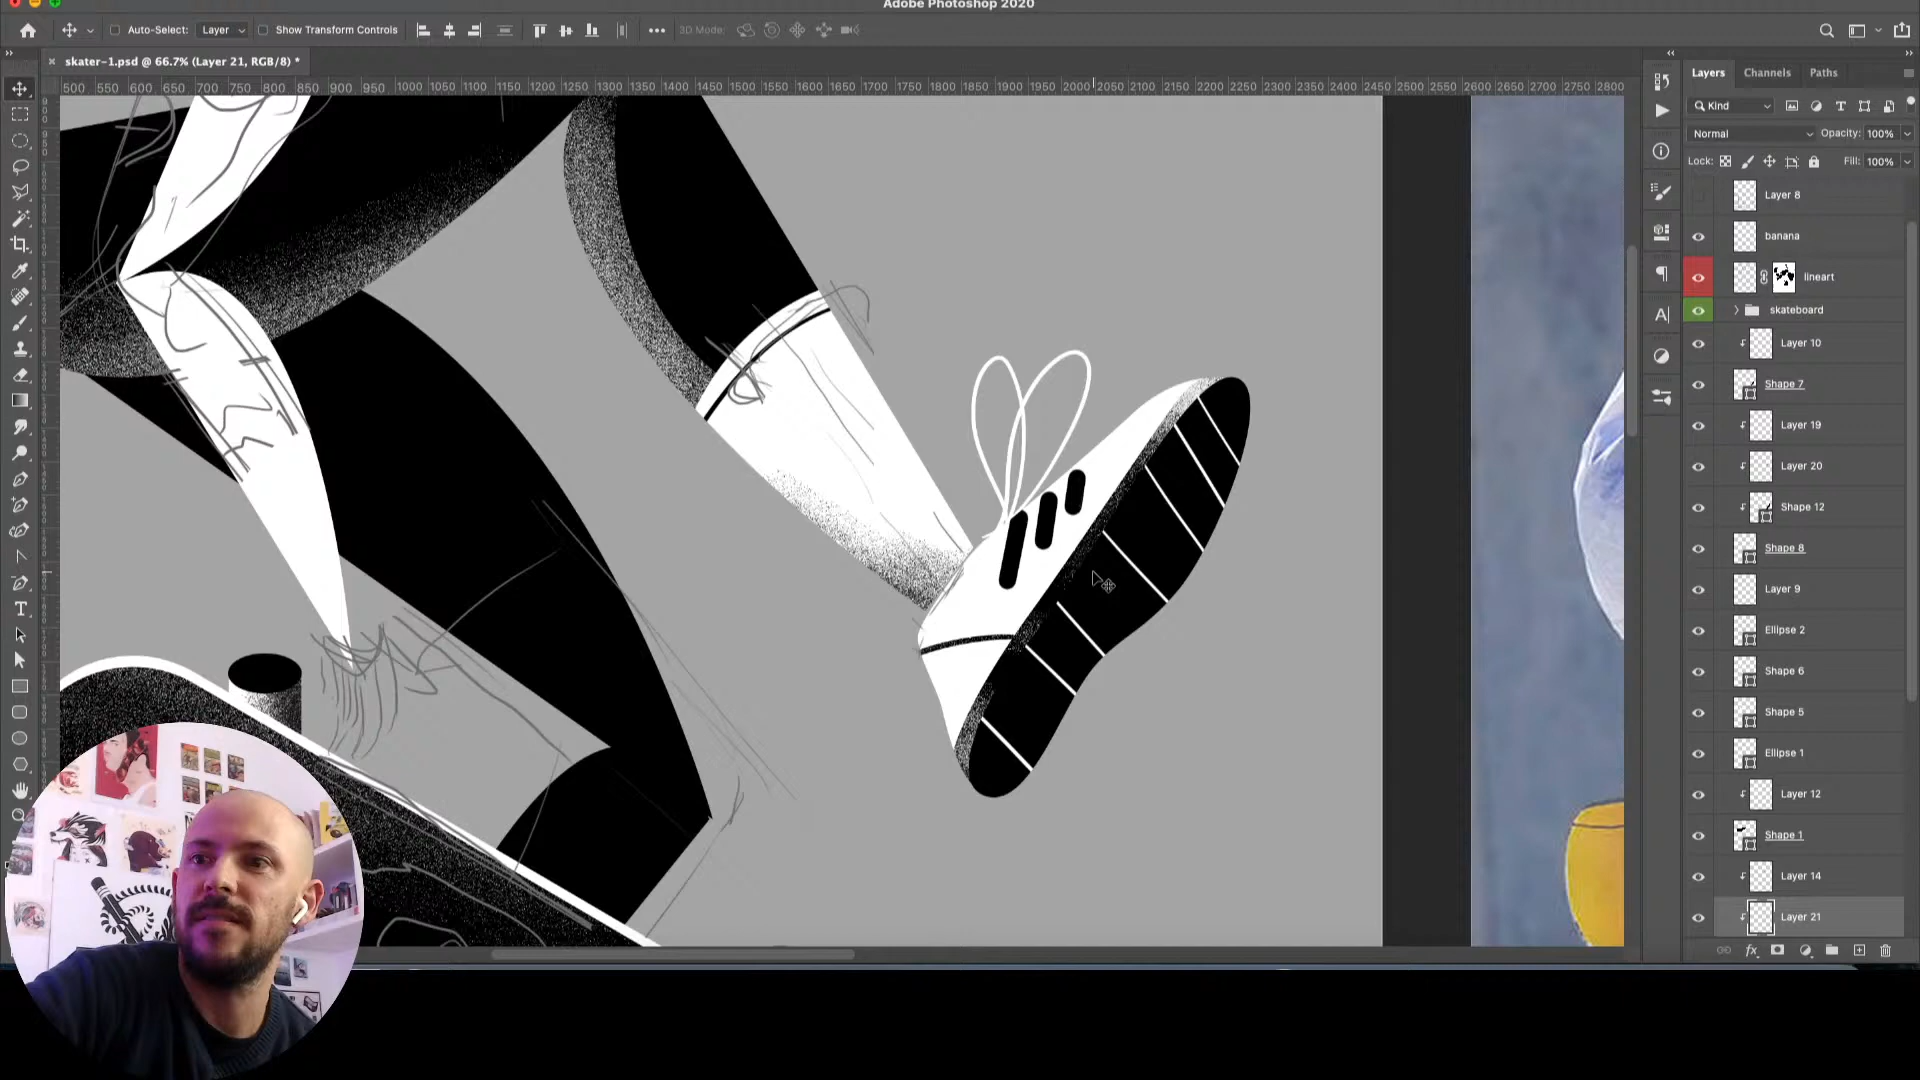 Adobe Photoshop 2020
Auto-Select: Layer Show Transform Controls 3D Mode:
skater-1.psd @ 66.7% (Layer 21, RGB/8) *
500 550 600 650 700 750 800 850 900 950 1000 1050 1100 1150 1200 1250 1300 1350 1400 1450 1500 1550 1600 1650 1700 1750 1800 1850 1900 1950 2000 2050 2100 2150 2200 2250 2300 2350 2400 2450 2500 2550 2600 2650 2700 2750 2800
Layers Channels Paths
Kind
Normal Opacity: 100%
Lock: Fill: 100%
Layer 8
banana
lineart
skateboard
Layer 10
Shape 7
Layer 19
Layer 20
Shape 12
Shape 8
Layer 9
Ellipse 2
Shape 6
Shape 5
Ellipse 1
Layer 12
Shape 1
Layer 14
Layer 21